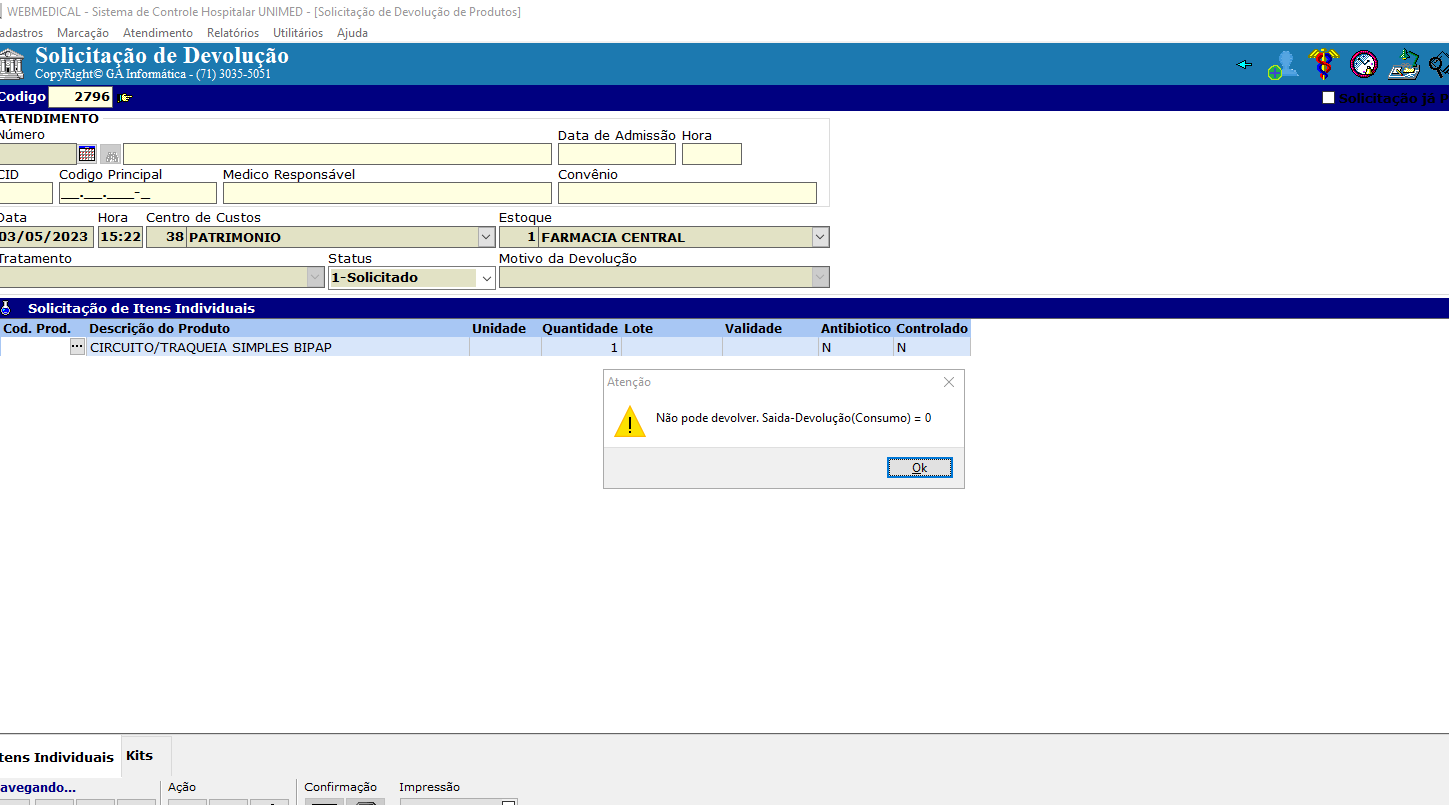 WEBMEDICAL - Sistema de Controle Hospitalar UNIMED - [Solicitação de Devolução de Produtos]
adastros Marcação Atendimento Relatórios Utilitários Ajuda
Solicitação de Devolução
CopyRight© GA Informática - (71) 3035-5051
Codigo 2796
Solicitação já P
ATENDIMENTO
Número Data de Admissão Hora
CID Codigo Principal Medico Responsável Convênio
__.__.___-_
Data Hora Centro de Custos Estoque
03/05/2023 15:22 38 PATRIMONIO 1 FARMACIA CENTRAL
Tratamento Status Motivo da Devolução
1-Solicitado
Solicitação de Itens Individuais
Cod. Prod. Descrição do Produto Unidade Quantidade Lote Validade Antibiotico Controlado
... CIRCUITO/TRAQUEIA SIMPLES BIPAP 1 N N
Atenção
Não pode devolver. Saida-Devolução(Consumo) = 0
Ok
tens Individuais Kits
avegando... Ação Confirmação Impressão